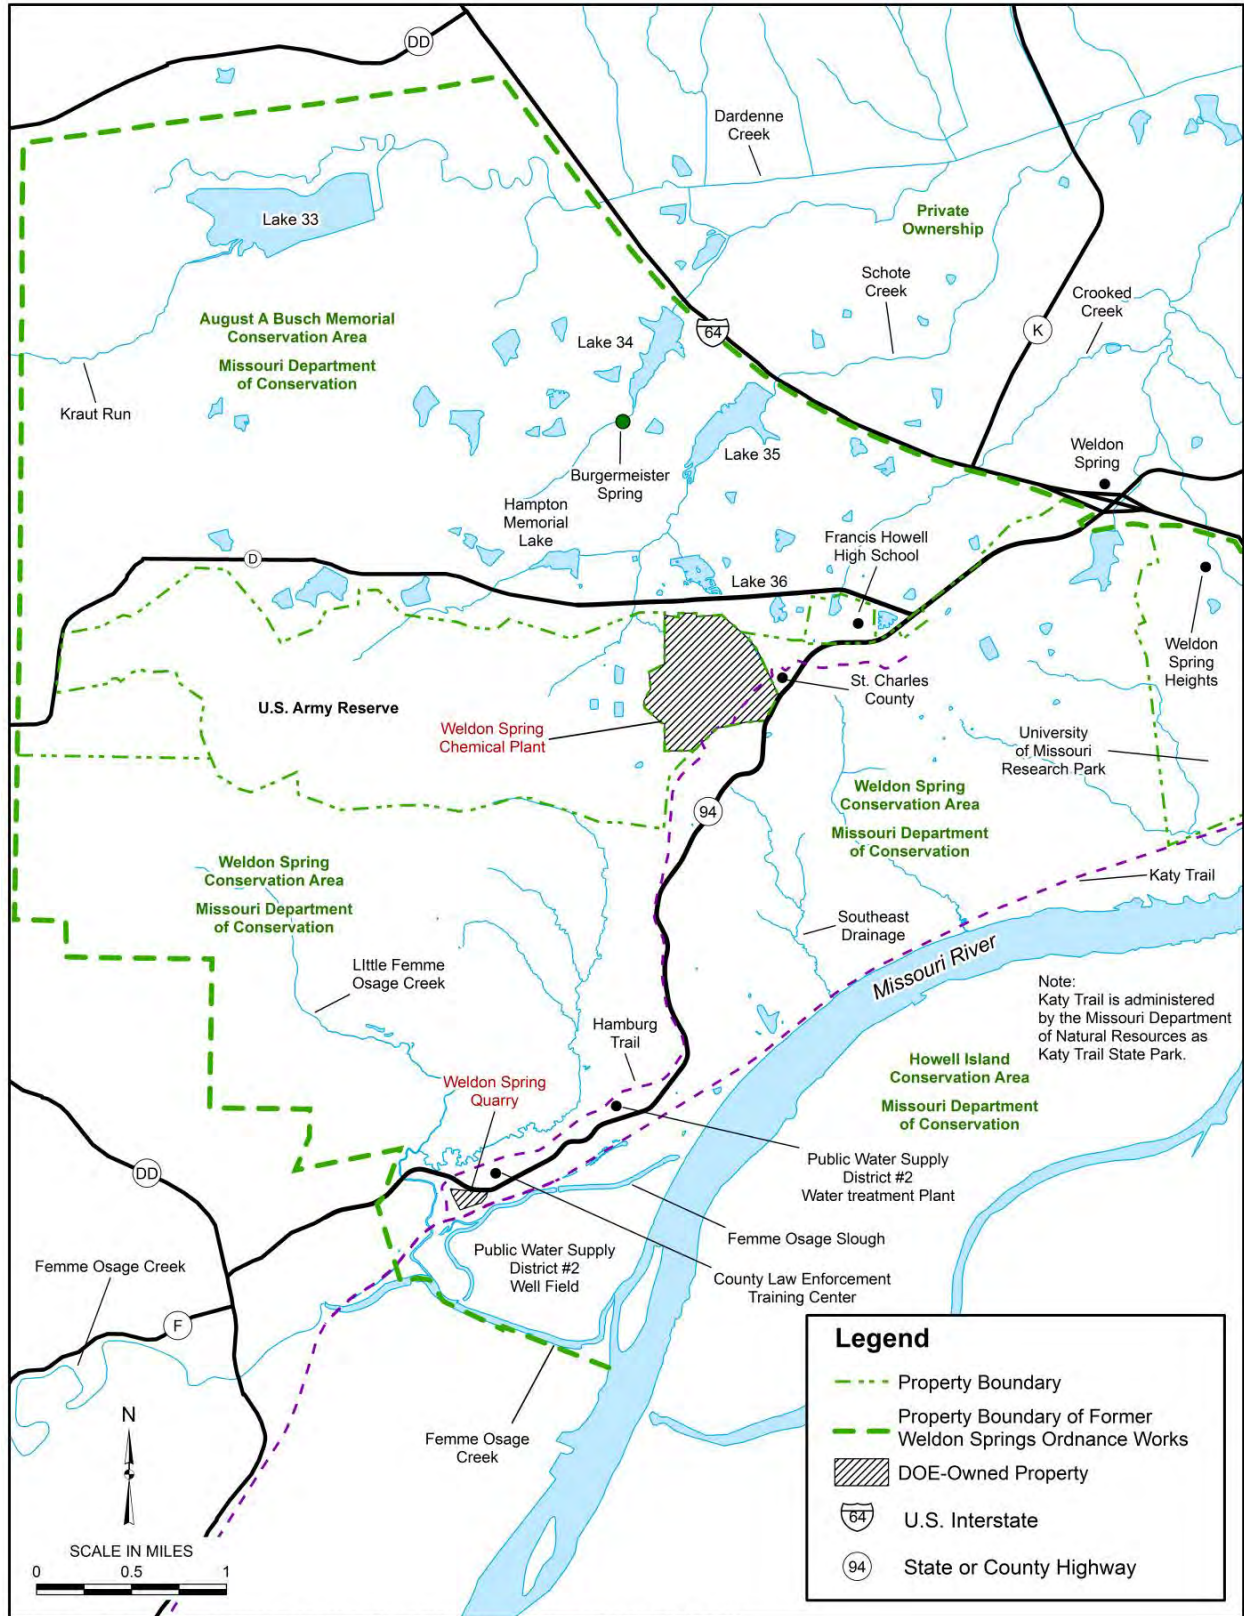 DD
Dardenne
Creek
Lake 33
Private
Ownership
Schote
Creek
Crooked
Creek
August A Busch Memorial
Conservation Area
Missouri Department
of Conservation
Lake 34
64
K
Kraut Run
Weldon
Spring
Lake 35
Burgermeister
Spring
Hampton
Memorial
Lake
Francis Howell
High School
D
Lake 36
Weldon
Spring
Heights
St. Charles
County
U.S. Army Reserve
Weldon Spring
Chemical Plant
University
of Missouri
Research Park
94
Weldon Spring
Conservation Area
Missouri Department
of Conservation
Weldon Spring
Conservation Area
Missouri Department
of Conservation
Katy Trail
Southeast
Drainage
Missouri River
LIttle Femme
Osage Creek
Note:
Katy Trail is administered
by the Missouri Department
of Natural Resources as
Katy Trail State Park.
Hamburg
Trail
Howell Island
Conservation Area
Missouri Department
of Conservation
Weldon Spring
Quarry
Public Water Supply
District #2
Water treatment Plant
DD
Femme Osage Slough
Public Water Supply
District #2
Well Field
County Law Enforcement
Training Center
Femme Osage Creek
F
Femme Osage
Creek
N
SCALE IN MILES
0 0.5 1
Legend
Property Boundary
Property Boundary of Former
Weldon Springs Ordnance Works
DOE-Owned Property
64 U.S. Interstate
94 State or County Highway